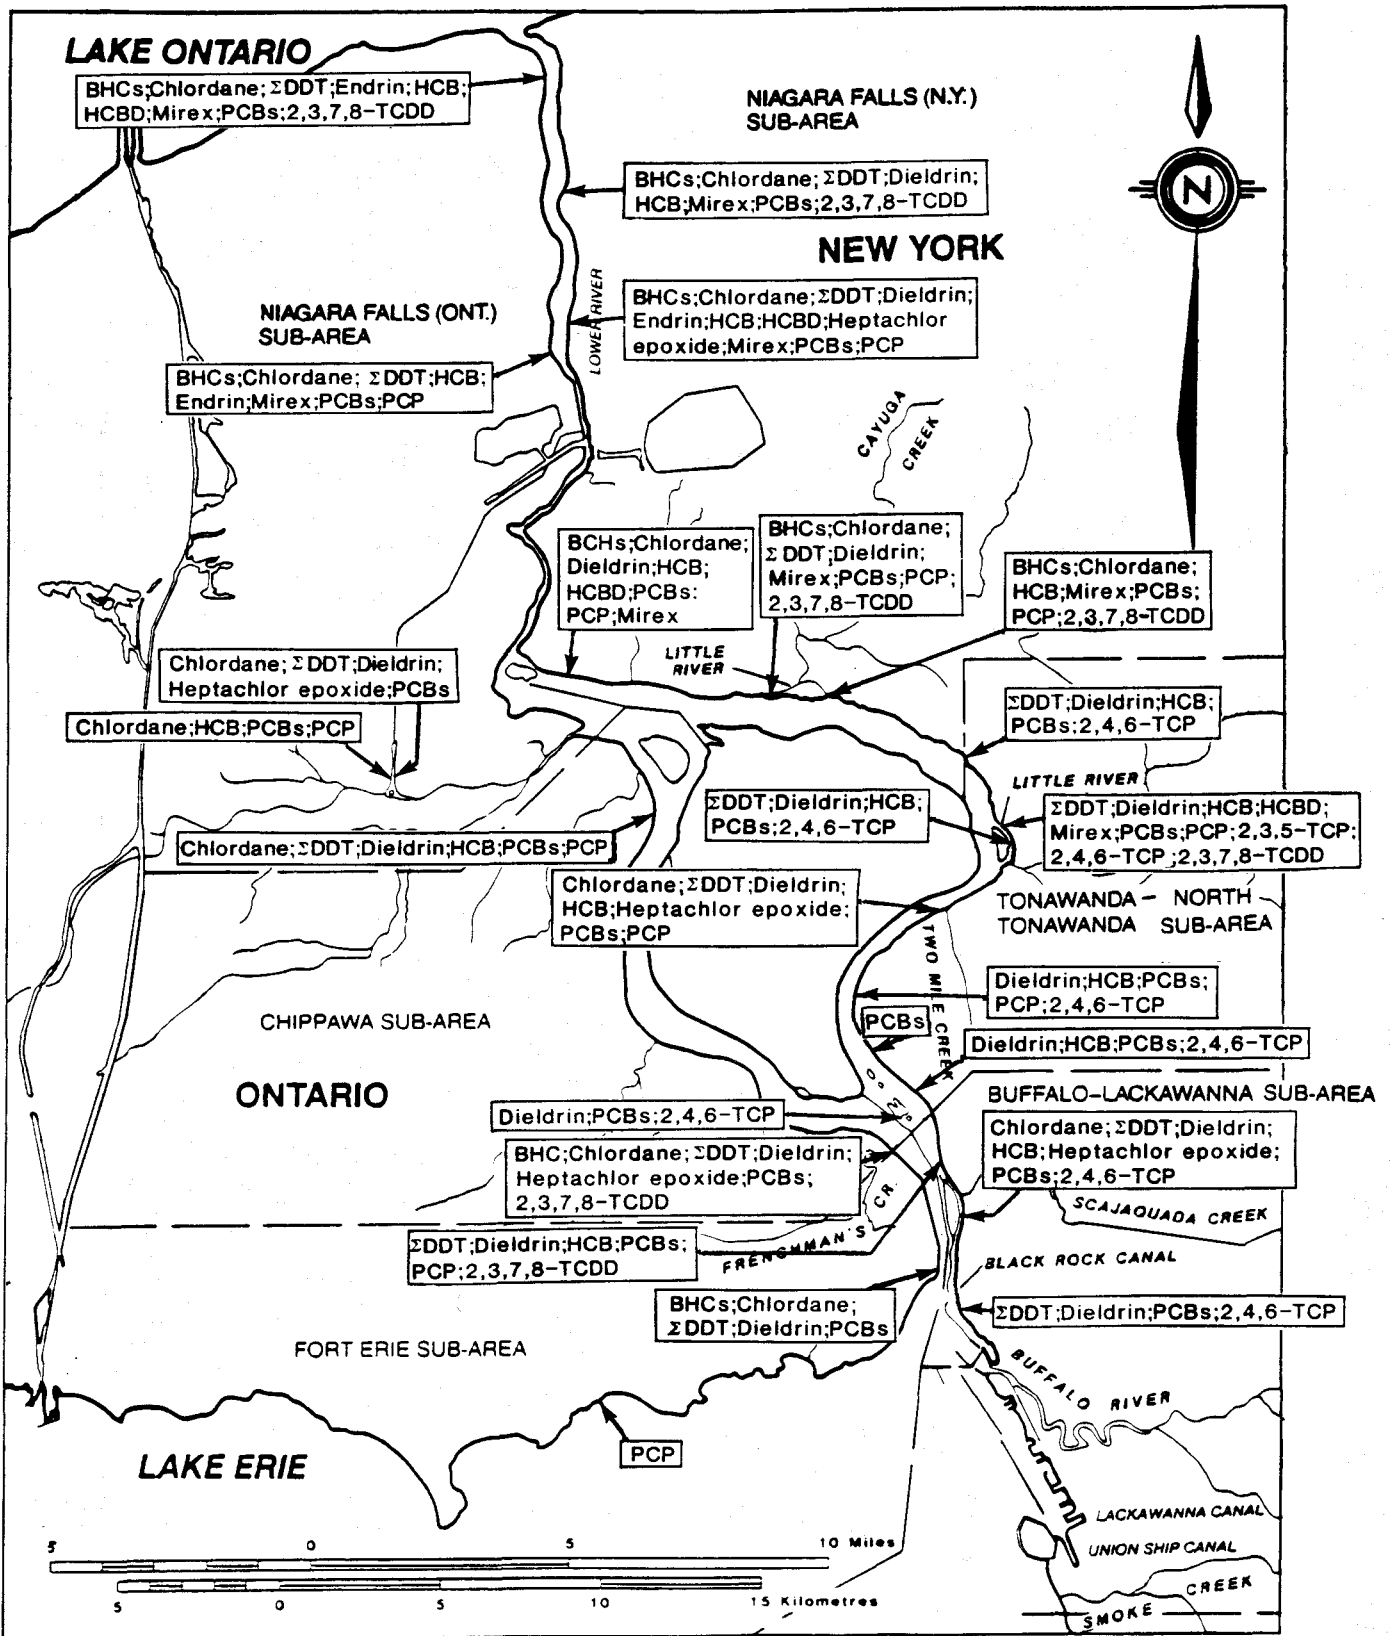 LAKE ONTARIO
BHCs;Chlordane; ΣDDT;Endrin;HCB;
HCBD;Mirex;PCBs;2,3,7,8-TCDD
NIAGARA FALLS (N.Y.)
SUB-AREA
N
BHCs;Chlordane; ΣDDT;Dieldrin;
HCB;Mirex;PCBs;2,3,7,8-TCDD
NEW YORK
LOWER RIVER
BHCs;Chlordane;ΣDDT;Dieldrin;
Endrin;HCB;HCBD;Heptachlor
epoxide;Mirex;PCBs;PCP
NIAGARA FALLS (ONT.)
SUB-AREA
BHCs;Chlordane; ΣDDT;HCB;
Endrin;Mirex;PCBs;PCP
CAYUGA
CREEK
BCHs;Chlordane;
Dieldrin;HCB;
HCBD;PCBs:
PCP;Mirex
BHCs;Chlordane;
ΣDDT;Dieldrin;
Mirex;PCBs;PCP;
2,3,7,8-TCDD
BHCs;Chlordane;
HCB;Mirex;PCBs;
PCP;2,3,7,8-TCDD
LITTLE
RIVER
Chlordane; ΣDDT;Dieldrin;
Heptachlor epoxide;PCBs
Chlordane;HCB;PCBs;PCP
ΣDDT;Dieldrin;HCB;
PCBs;2,4,6-TCP
LITTLE RIVER
ΣDDT;Dieldrin;HCB;
PCBs;2,4,6-TCP
ΣDDT;Dieldrin;HCB;HCBD;
Mirex;PCBs;PCP;2,3,5-TCP;
2,4,6-TCP;2,3,7,8-TCDD
Chlordane;ΣDDT;Dieldrin;HCB;PCBs;PCP
Chlordane;ΣDDT;Dieldrin;
HCB;Heptachlor epoxide;
PCBs;PCP
TONAWANDA - NORTH
TONAWANDA SUB-AREA
TWO MILE CREEK
Dieldrin;HCB;PCBs;
PCP;2,4,6-TCP
CHIPPAWA SUB-AREA
PCBs
Dieldrin;HCB;PCBs;2,4,6-TCP
ONTARIO
BUFFALO-LACKAWANNA SUB-AREA
Dieldrin;PCBs;2,4,6-TCP
Chlordane;ΣDDT;Dieldrin;
HCB;Heptachlor epoxide;
PCBs;2,4,6-TCP
BHC;Chlordane; ΣDDT;Dieldrin;
Heptachlor epoxide;PCBs;
2,3,7,8-TCDD
SCAJAQUADA CREEK
FRENCHMAN'S CR.
ΣDDT;Dieldrin;HCB;PCBs;
PCP;2,3,7,8-TCDD
BLACK ROCK CANAL
BHCs;Chlordane;
ΣDDT;Dieldrin;PCBs
ΣDDT;Dieldrin;PCBs;2,4,6-TCP
FORT ERIE SUB-AREA
BUFFALO RIVER
PCP
LAKE ERIE
LACKAWANNA CANAL
UNION SHIP CANAL
SMOKE CREEK
5 0 5 10 Miles
5 0 5 10 15 Kilometres